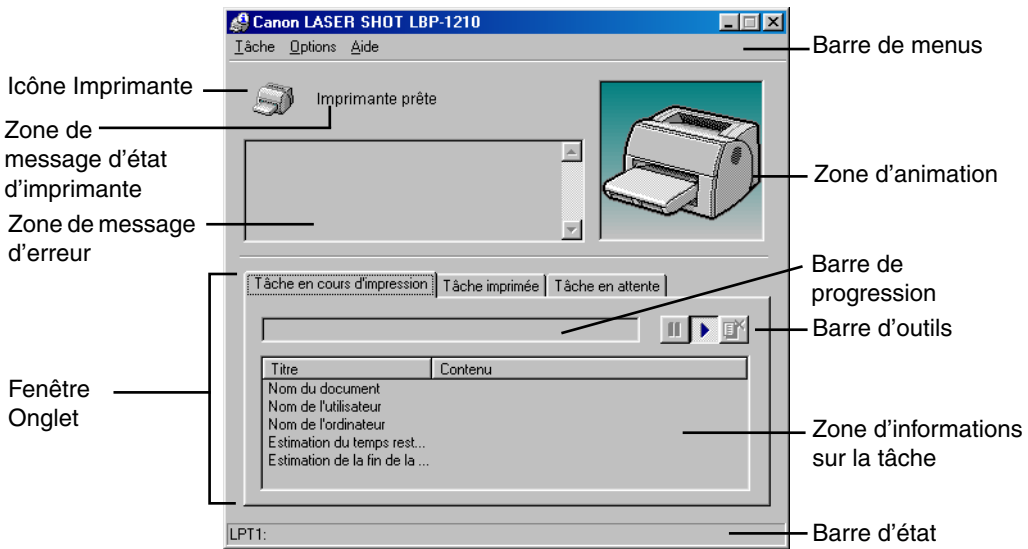 Canon LASER SHOT LBP-1210
Tâche Options Aide
Barre de menus
Icône Imprimante
Imprimante prête
Zone de
message d'état
d'imprimante
Zone d'animation
Zone de message
d'erreur
Tâche en cours d'impression Tâche imprimée Tâche en attente
Barre de
progression
Barre d'outils
Titre Contenu
Nom du document
Nom de l'utilisateur
Nom de l'ordinateur
Estimation du temps rest...
Estimation de la fin de la ...
Fenêtre
Onglet
Zone d'informations
sur la tâche
LPT1:
Barre d'état